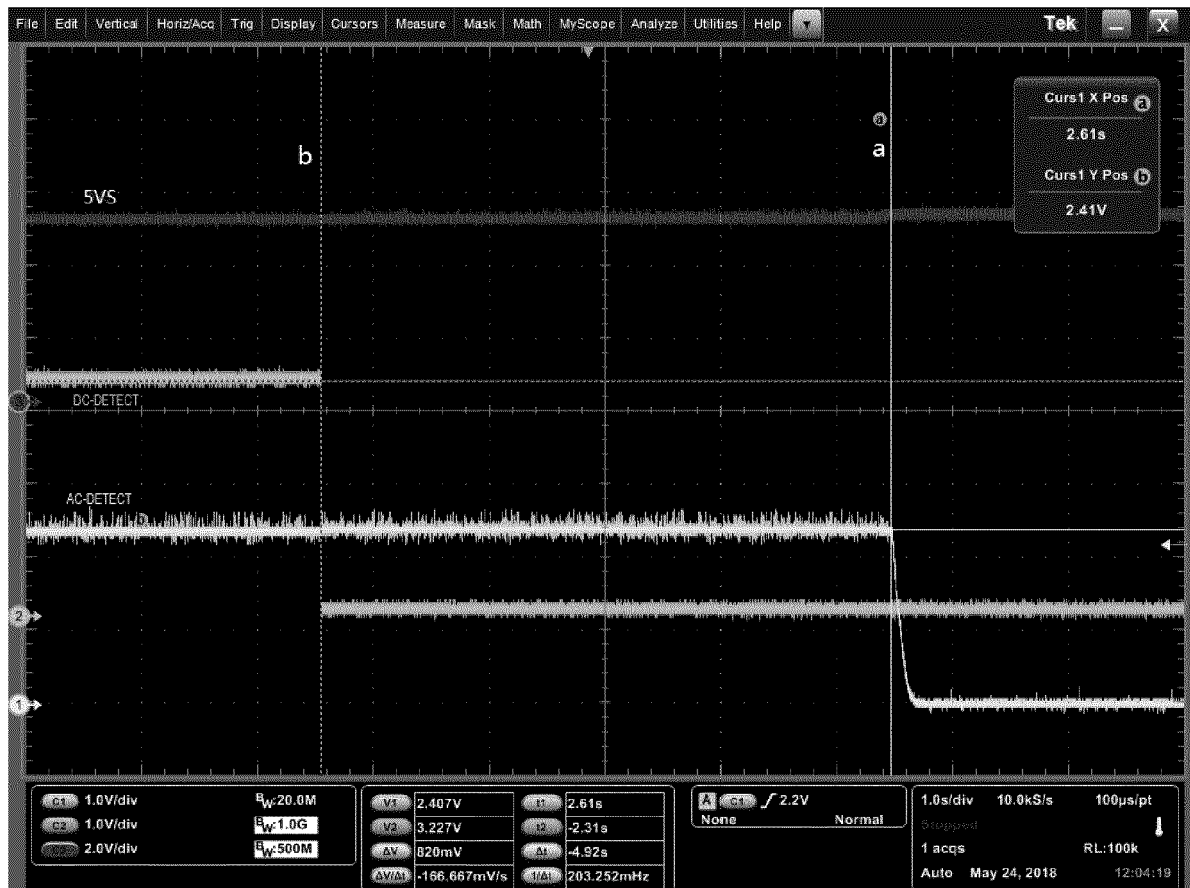 File Edit Vertical Horiz/Acq Trig Display Cursors Measure Mask Math MyScope Analyze Utilities Help Tek X
Curs1 X Pos a
2.61s
Curs1 Y Pos b
2.41V
a
b
a
5VS
DC-DETECT
AC-DETECT
2
1
C1 1.0V/div BW:20.0M
C2 1.0V/div BW:1.0G
2.0V/div BW:500M
V1 2.407V t1 2.61s
V2 3.227V t2 -2.31s
ΔV 820mV Δt -4.92s
ΔV/Δt -166.667mV/s 1/Δt 203.252mHz
A C1 2.2V
None Normal
1.0s/div 10.0kS/s 100µs/pt
Stopped
1 acqs RL:100k
Auto May 24, 2018 12:04:19